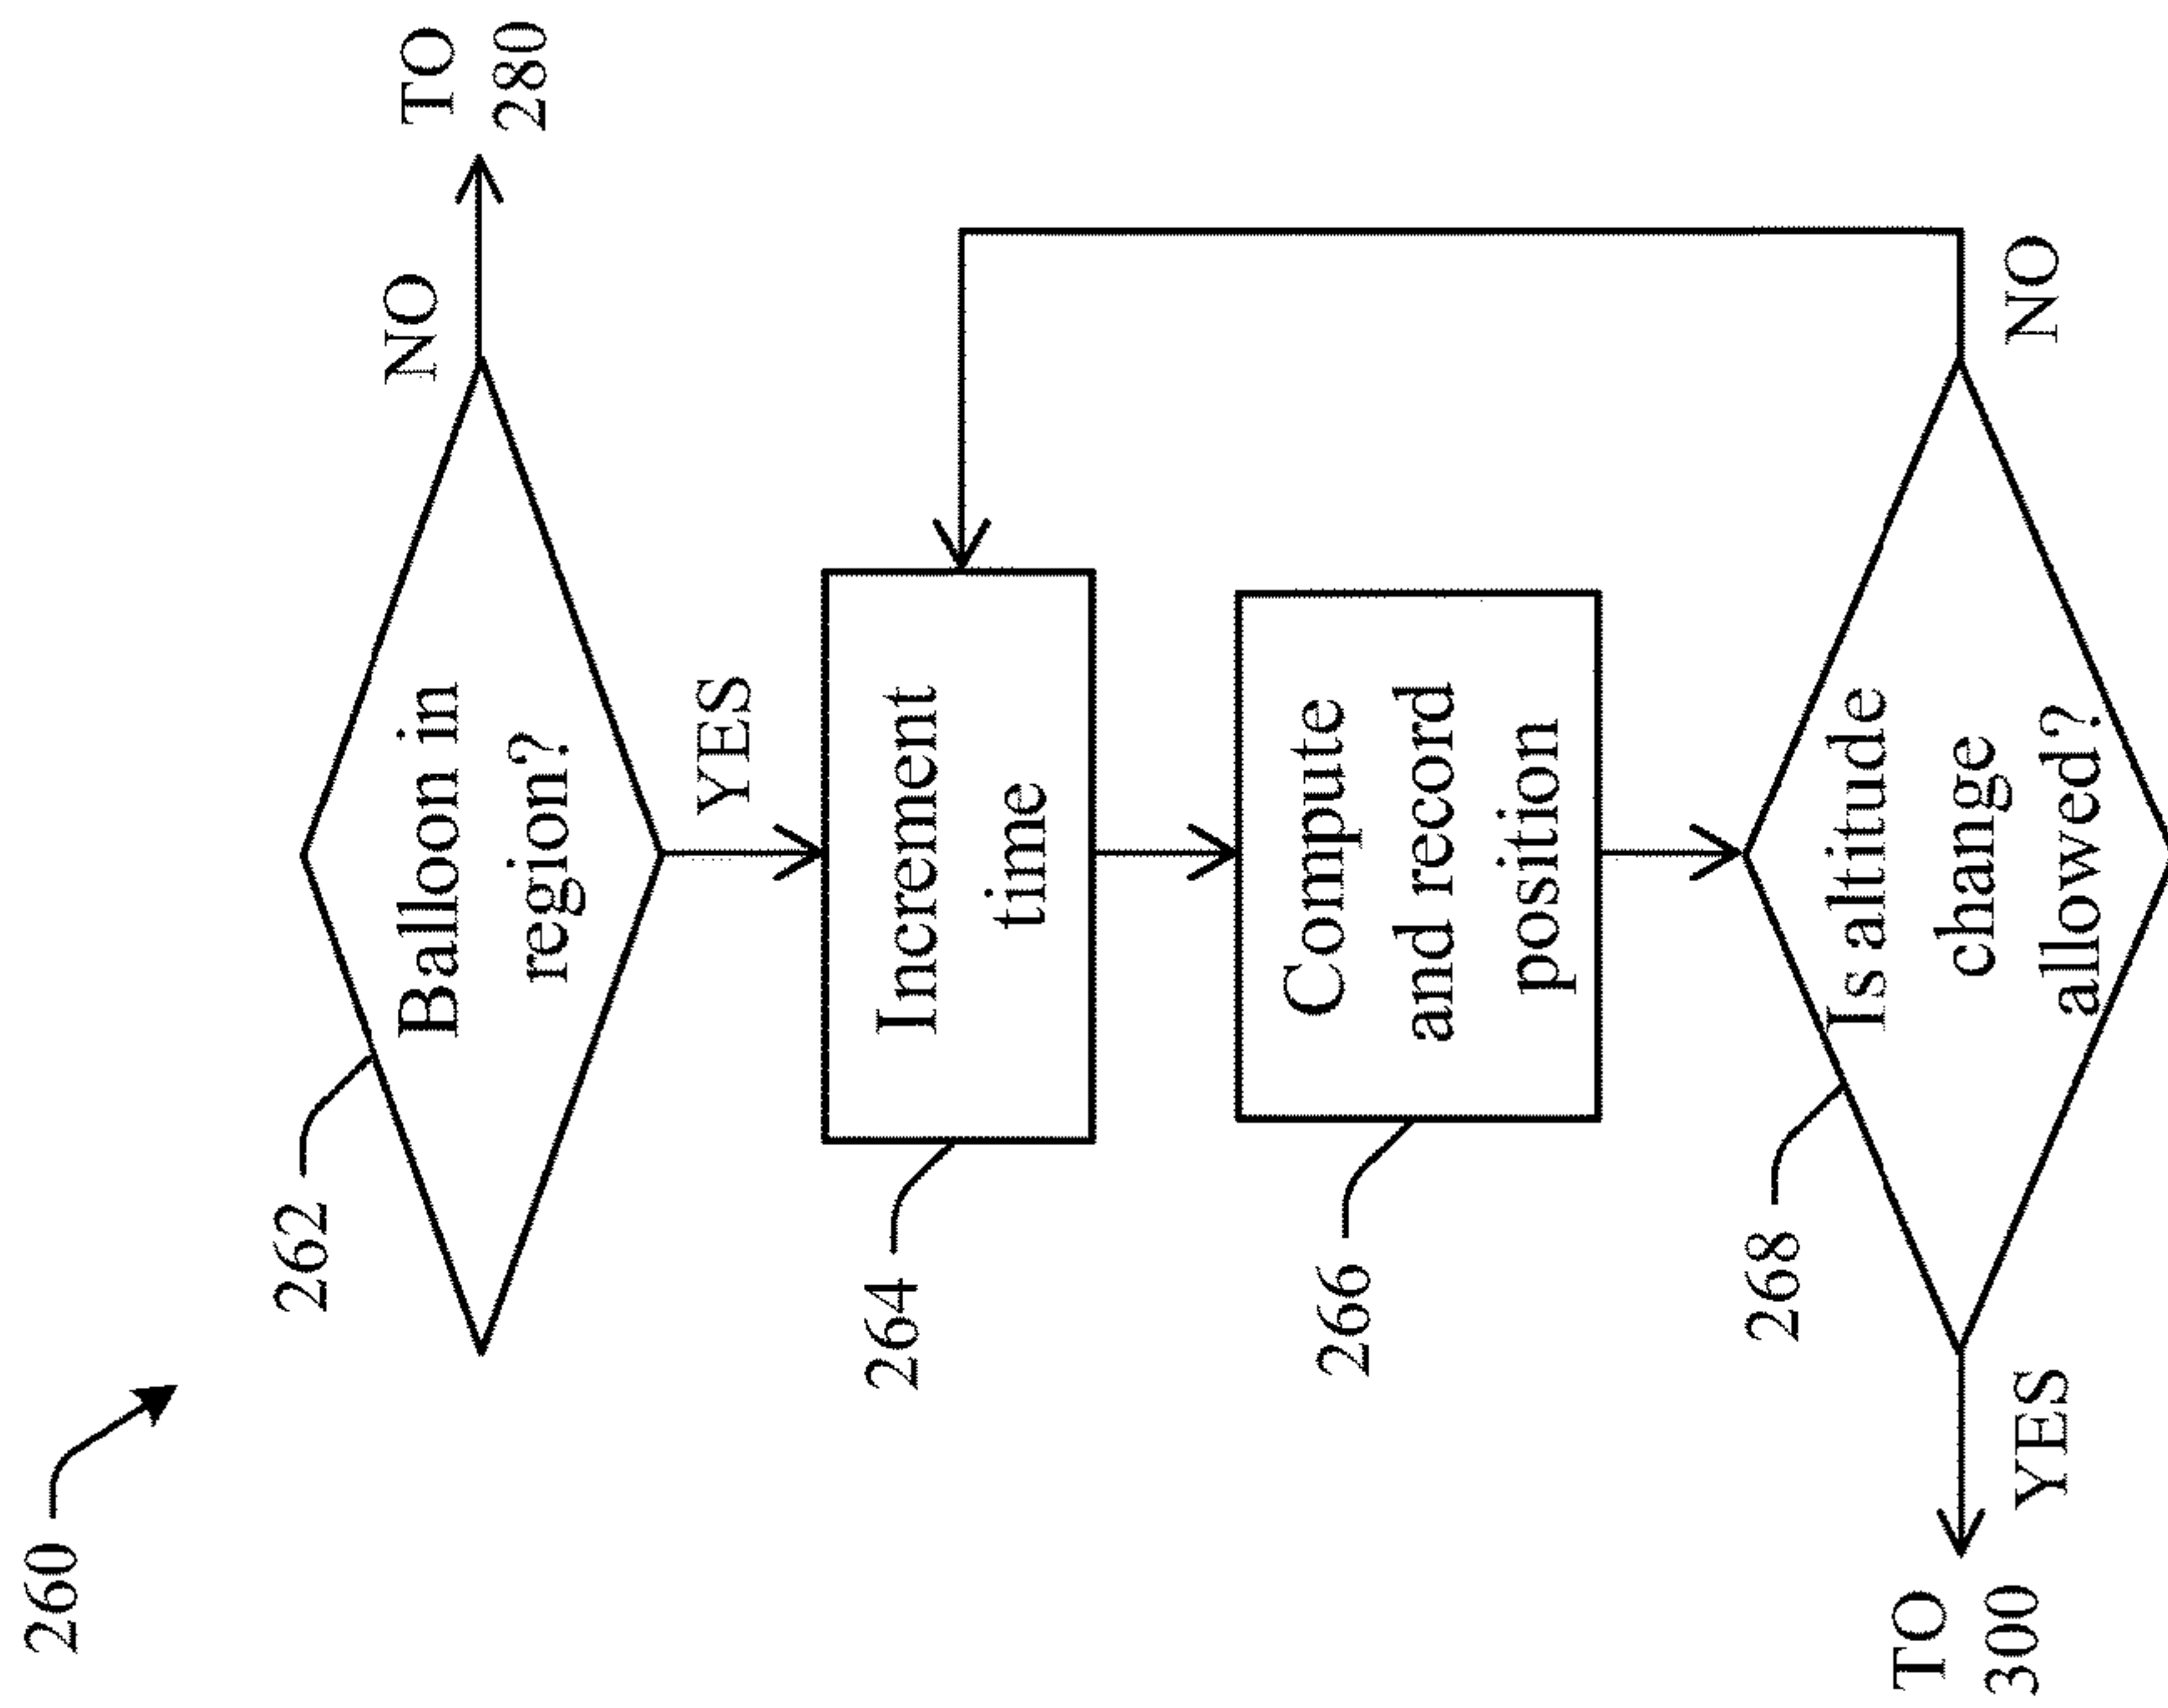 260
262
Balloon in
region?
NO
TO
280
YES
264
Increment
time
266
Compute
and record
position
268
Is altitude
change
allowed?
NO
YES
TO
300